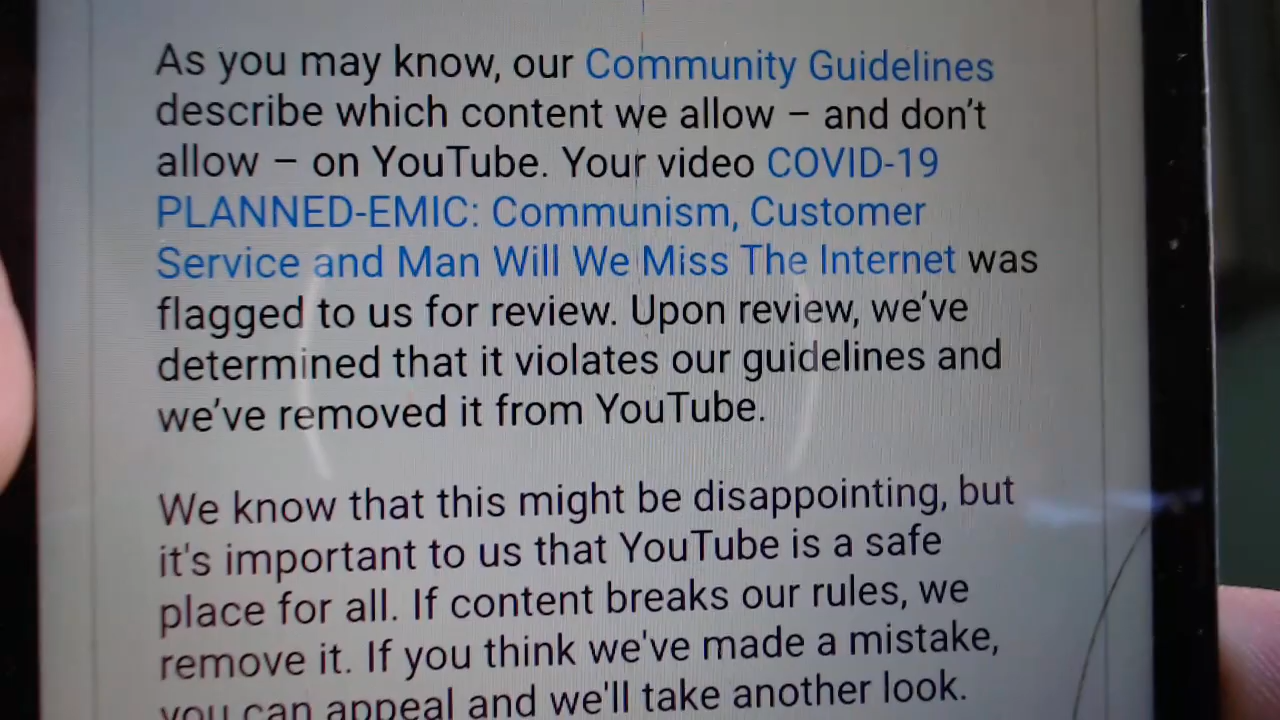 As you may know, our Community Guidelines
describe which content we allow – and don’t
allow – on YouTube. Your video COVID-19
PLANNED-EMIC: Communism, Customer
Service and Man Will We Miss The Internet was
flagged to us for review. Upon review, we’ve
determined that it violates our guidelines and
we’ve removed it from YouTube.
We know that this might be disappointing, but
it's important to us that YouTube is a safe
place for all. If content breaks our rules, we
remove it. If you think we've made a mistake,
you can appeal and we'll take another look.